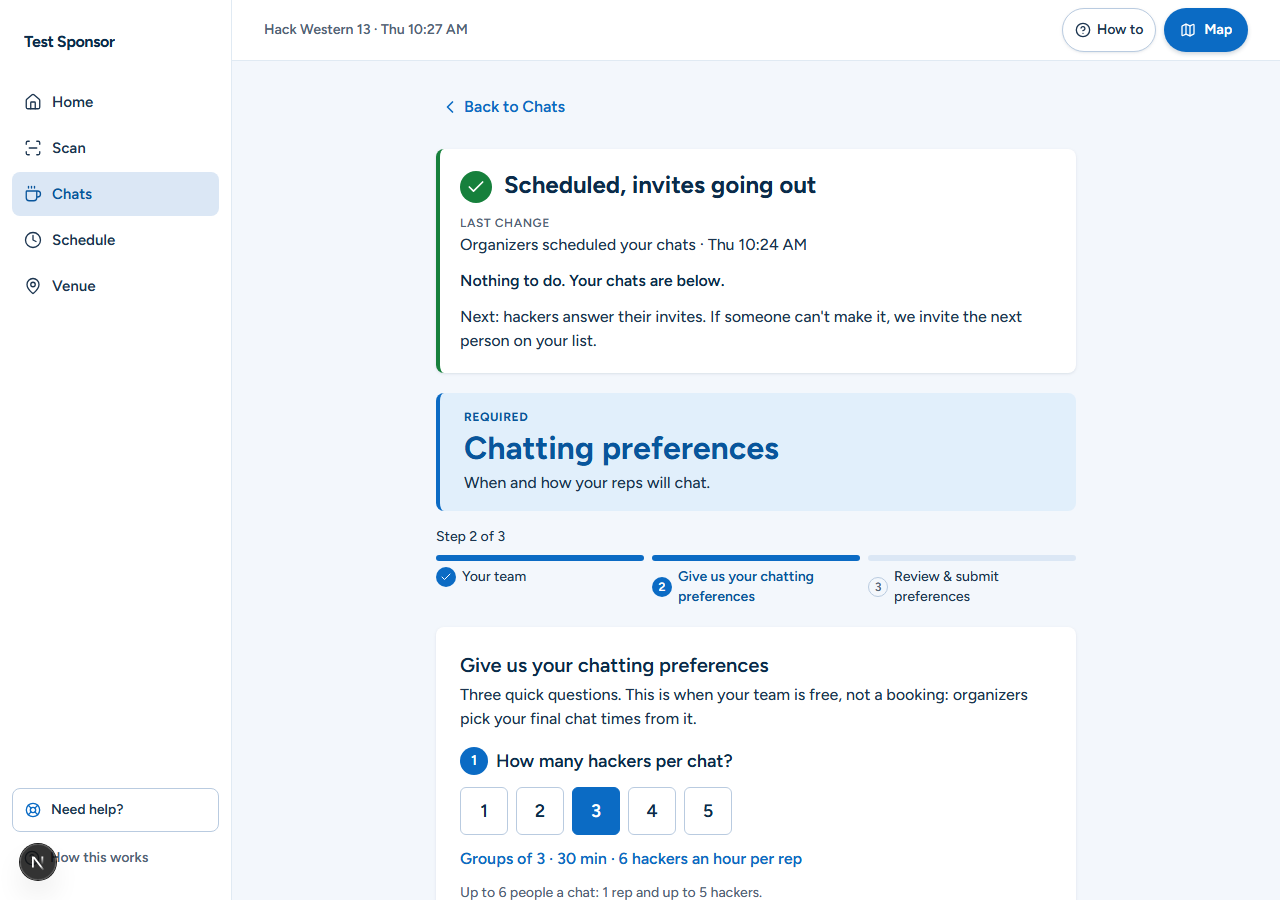 Test Sponsor
Home
Scan
Chats
Schedule
Venue
Need help?
How this works
N
Hack Western 13 · Thu 10:27 AM
How to
Map
Back to Chats
Scheduled, invites going out
LAST CHANGE
Organizers scheduled your chats · Thu 10:24 AM
Nothing to do. Your chats are below.
Next: hackers answer their invites. If someone can't make it, we invite the next
person on your list.
REQUIRED
Chatting preferences
When and how your reps will chat.
Step 2 of 3
Your team
2 Give us your chatting
preferences
3 Review & submit
preferences
Give us your chatting preferences
Three quick questions. This is when your team is free, not a booking: organizers
pick your final chat times from it.
1 How many hackers per chat?
1 2 3 4 5
Groups of 3 · 30 min · 6 hackers an hour per rep
Up to 6 people a chat: 1 rep and up to 5 hackers.